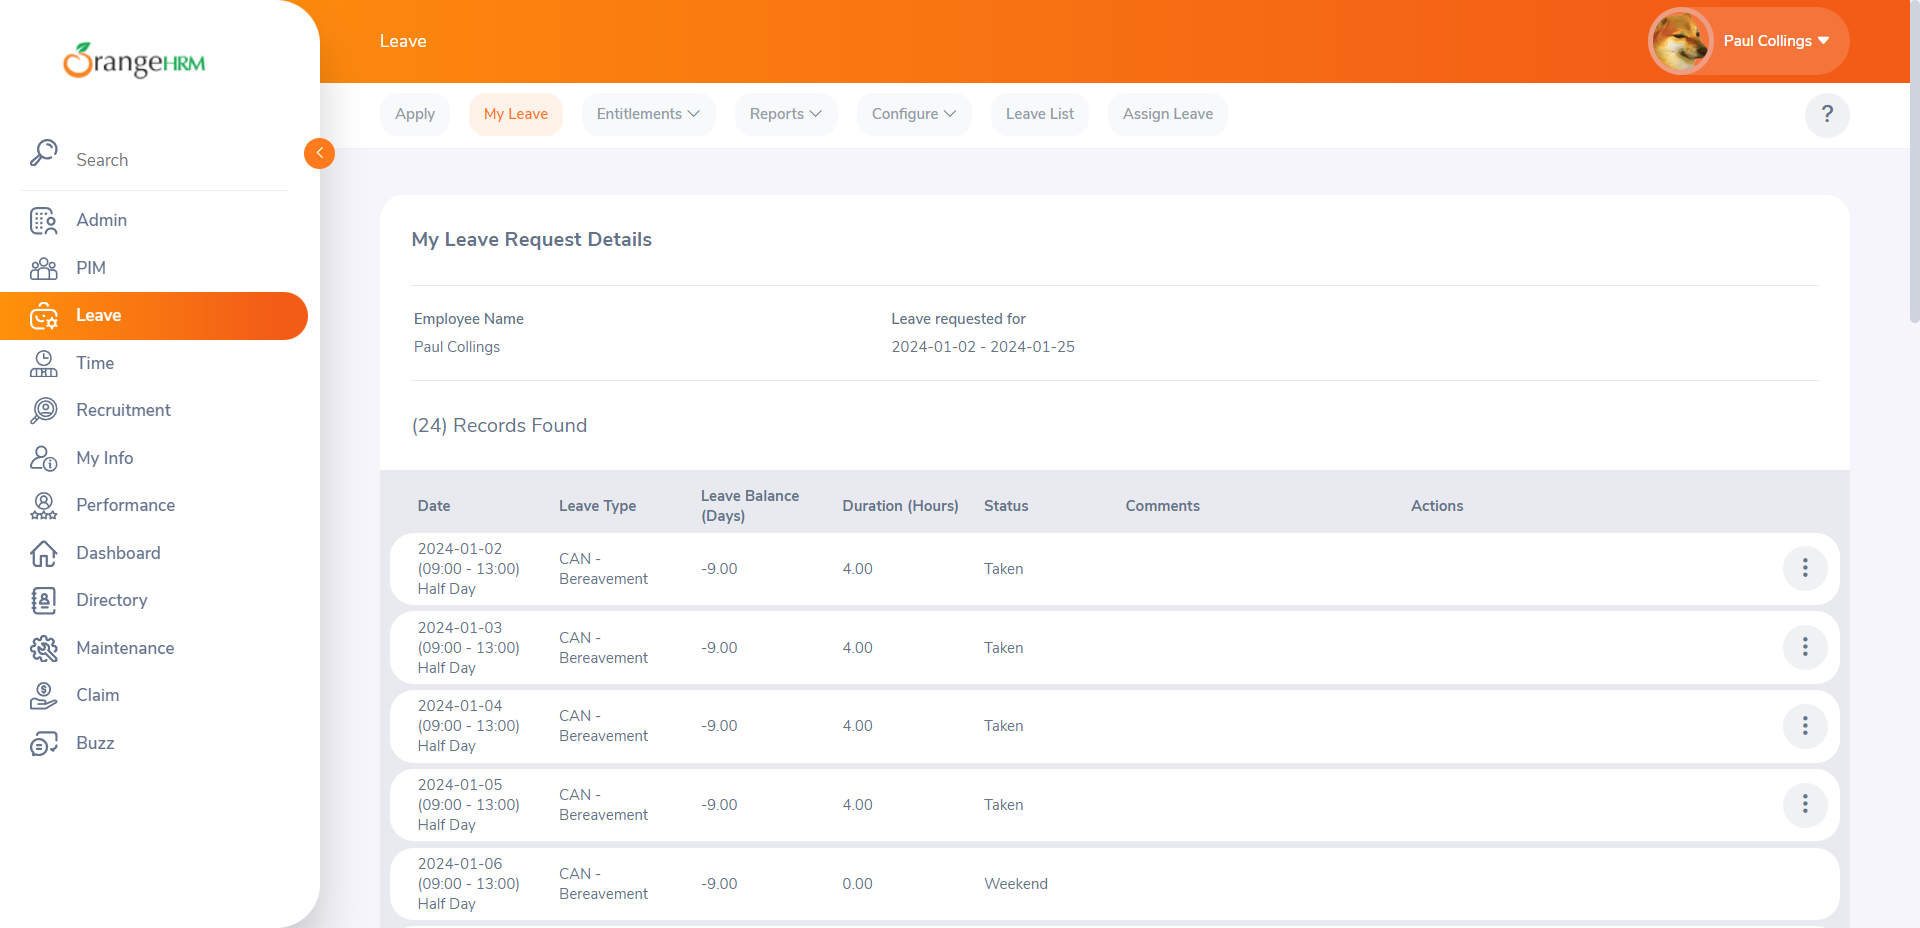 OrangeHRM
Search
Admin
PIM
Leave
Time
Recruitment
My Info
Performance
Dashboard
Directory
Maintenance
Claim
Buzz
Leave
Paul Collings
Apply
My Leave
Entitlements
Reports
Configure
Leave List
Assign Leave
?
My Leave Request Details
Employee Name
Paul Collings
Leave requested for
2024-01-02 - 2024-01-25
(24) Records Found
Date
Leave Type
Leave Balance
(Days)
Duration (Hours)
Status
Comments
Actions
2024-01-02
(09:00 - 13:00)
Half Day
CAN -
Bereavement
-9.00
4.00
Taken
2024-01-03
(09:00 - 13:00)
Half Day
CAN -
Bereavement
-9.00
4.00
Taken
2024-01-04
(09:00 - 13:00)
Half Day
CAN -
Bereavement
-9.00
4.00
Taken
2024-01-05
(09:00 - 13:00)
Half Day
CAN -
Bereavement
-9.00
4.00
Taken
2024-01-06
(09:00 - 13:00)
Half Day
CAN -
Bereavement
-9.00
0.00
Weekend